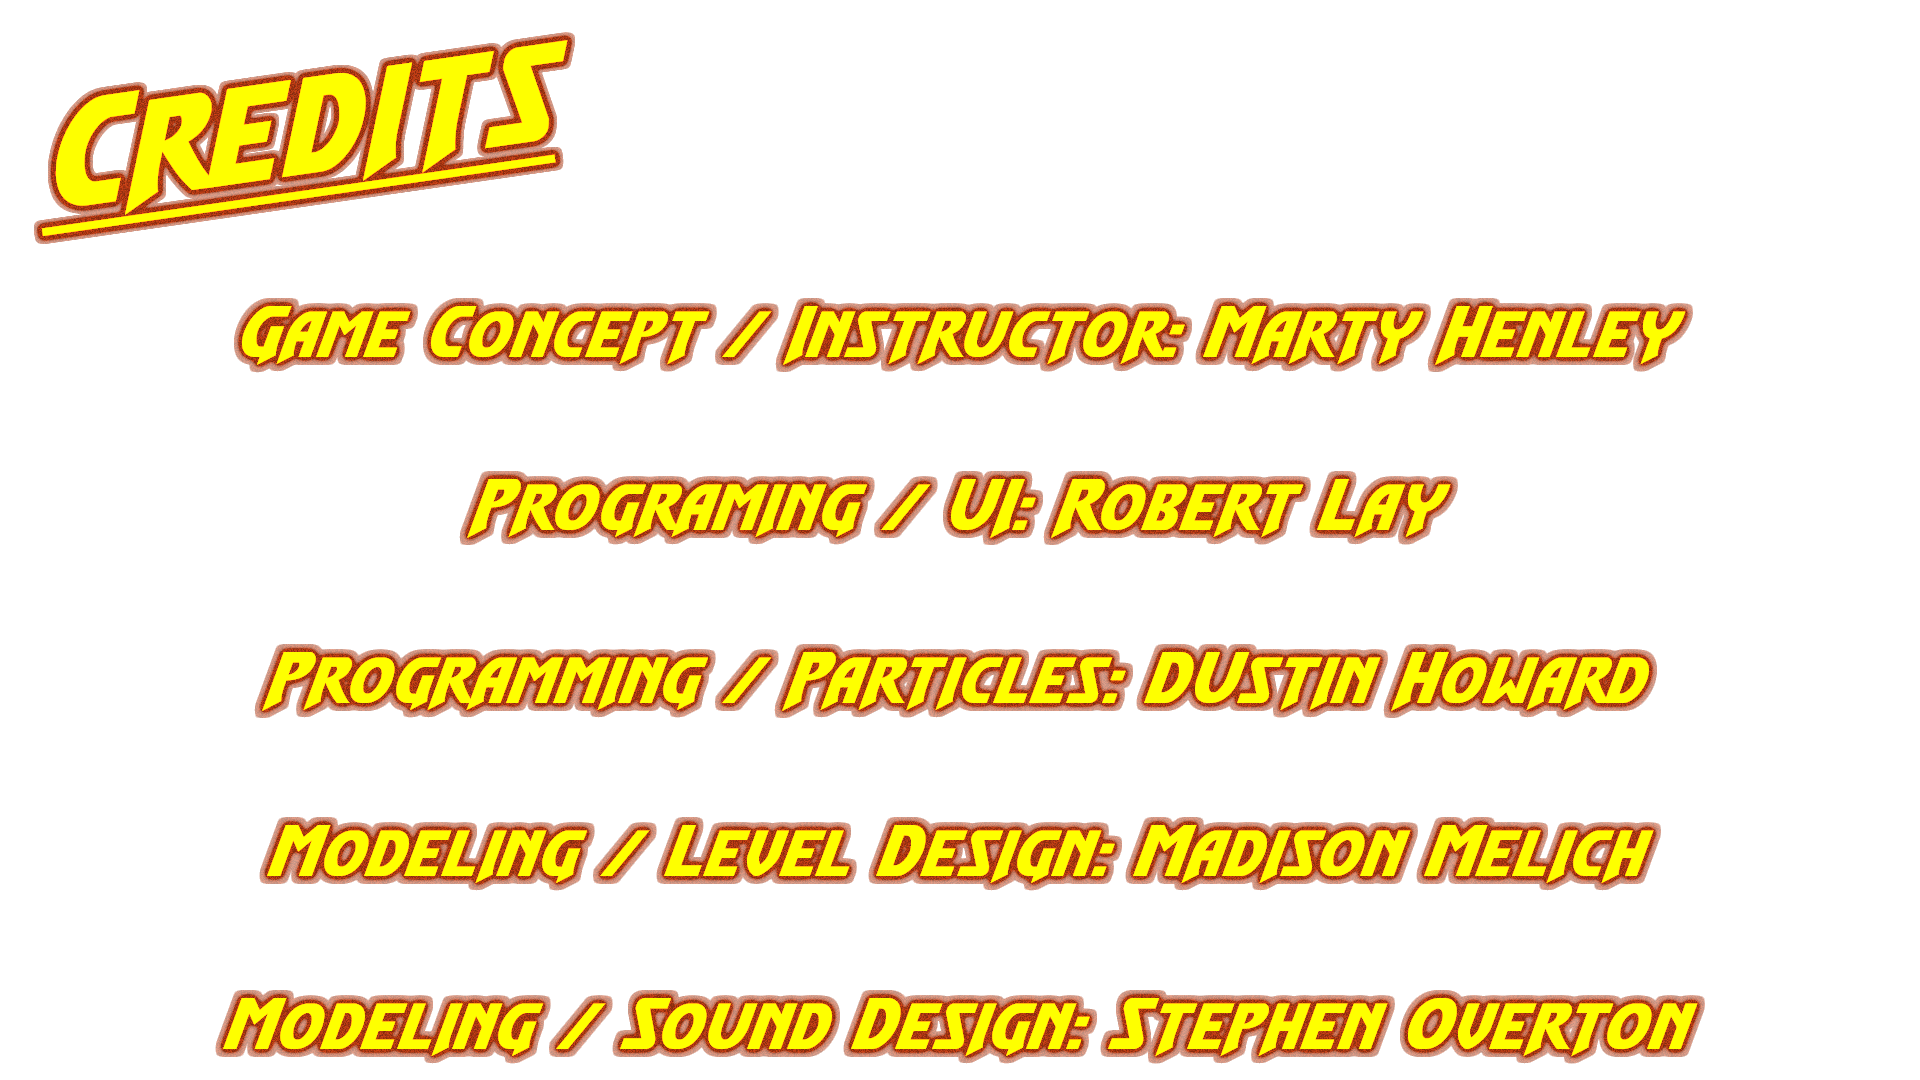 Credits
Game Concept / Instructor: Marty Henley
Programing / UI: Robert Lay
Programming / Particles: DUstin Howard
Modeling / Level Design: Madison Melich
Modeling / Sound Design: Stephen Overton